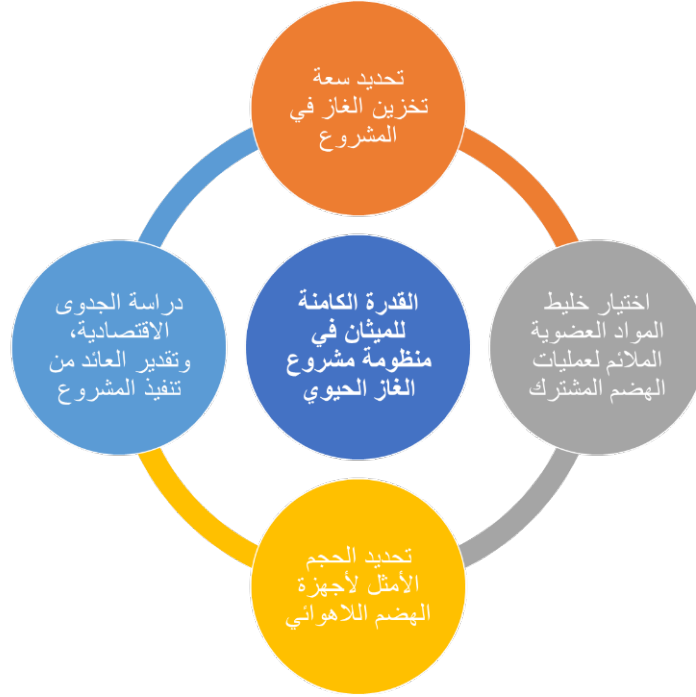 تحديد سعة
تخزين الغاز في
المشروع
اختيار خليط
المواد العضوية
الملائم لعمليات
الهضم المشترك
القدرة الكامنة
للميثان في
منظومة مشروع
الغاز الحيوي
دراسة الجدوى
الاقتصادية،
وتقدير العائد من
تنفيذ المشروع
تحديد الحجم
الأمثل لأجهزة
الهضم اللاهوائي